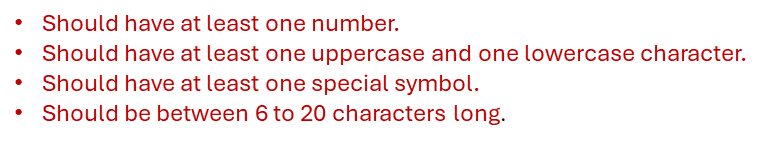 • Should have at least one number.
• Should have at least one uppercase and one lowercase character.
• Should have at least one special symbol.
• Should be between 6 to 20 characters long.